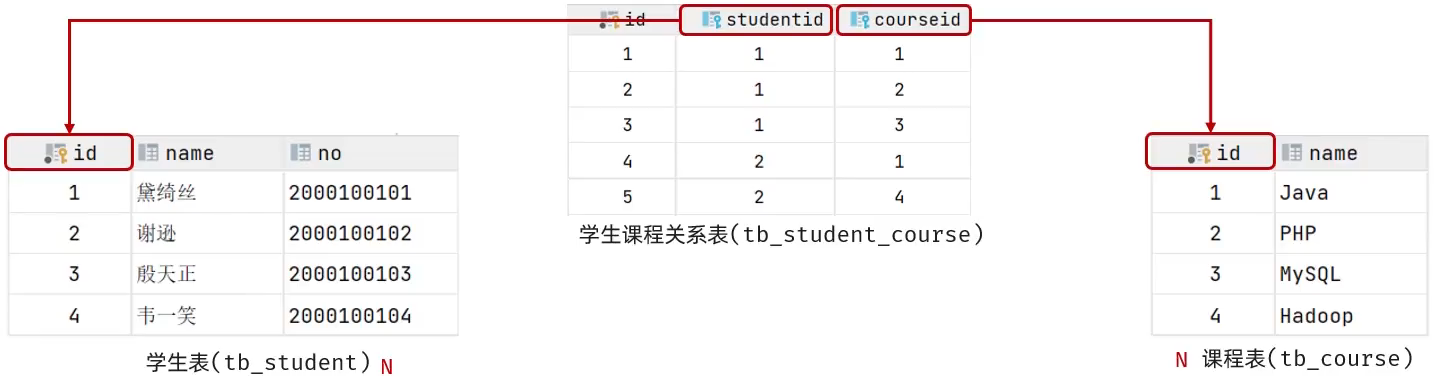 id studentid courseid
1 1 1
2 1 2
3 1 3
4 2 1
5 2 4
学生课程关系表(tb_student_course)
id name no
1 黛绮丝 2000100101
2 谢逊 2000100102
3 殷天正 2000100103
4 韦一笑 2000100104
学生表(tb_student) N
id name
1 Java
2 PHP
3 MySQL
4 Hadoop
N 课程表(tb_course)